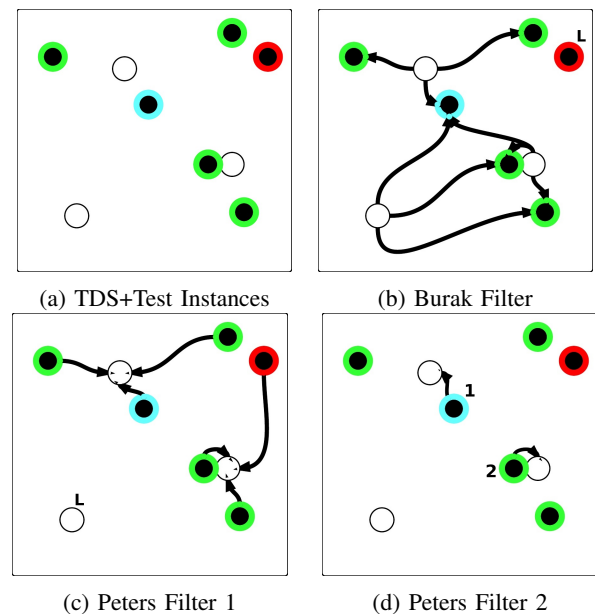 L
(a) TDS+Test Instances
(b) Burak Filter
1
2
L
(c) Peters Filter 1
(d) Peters Filter 2